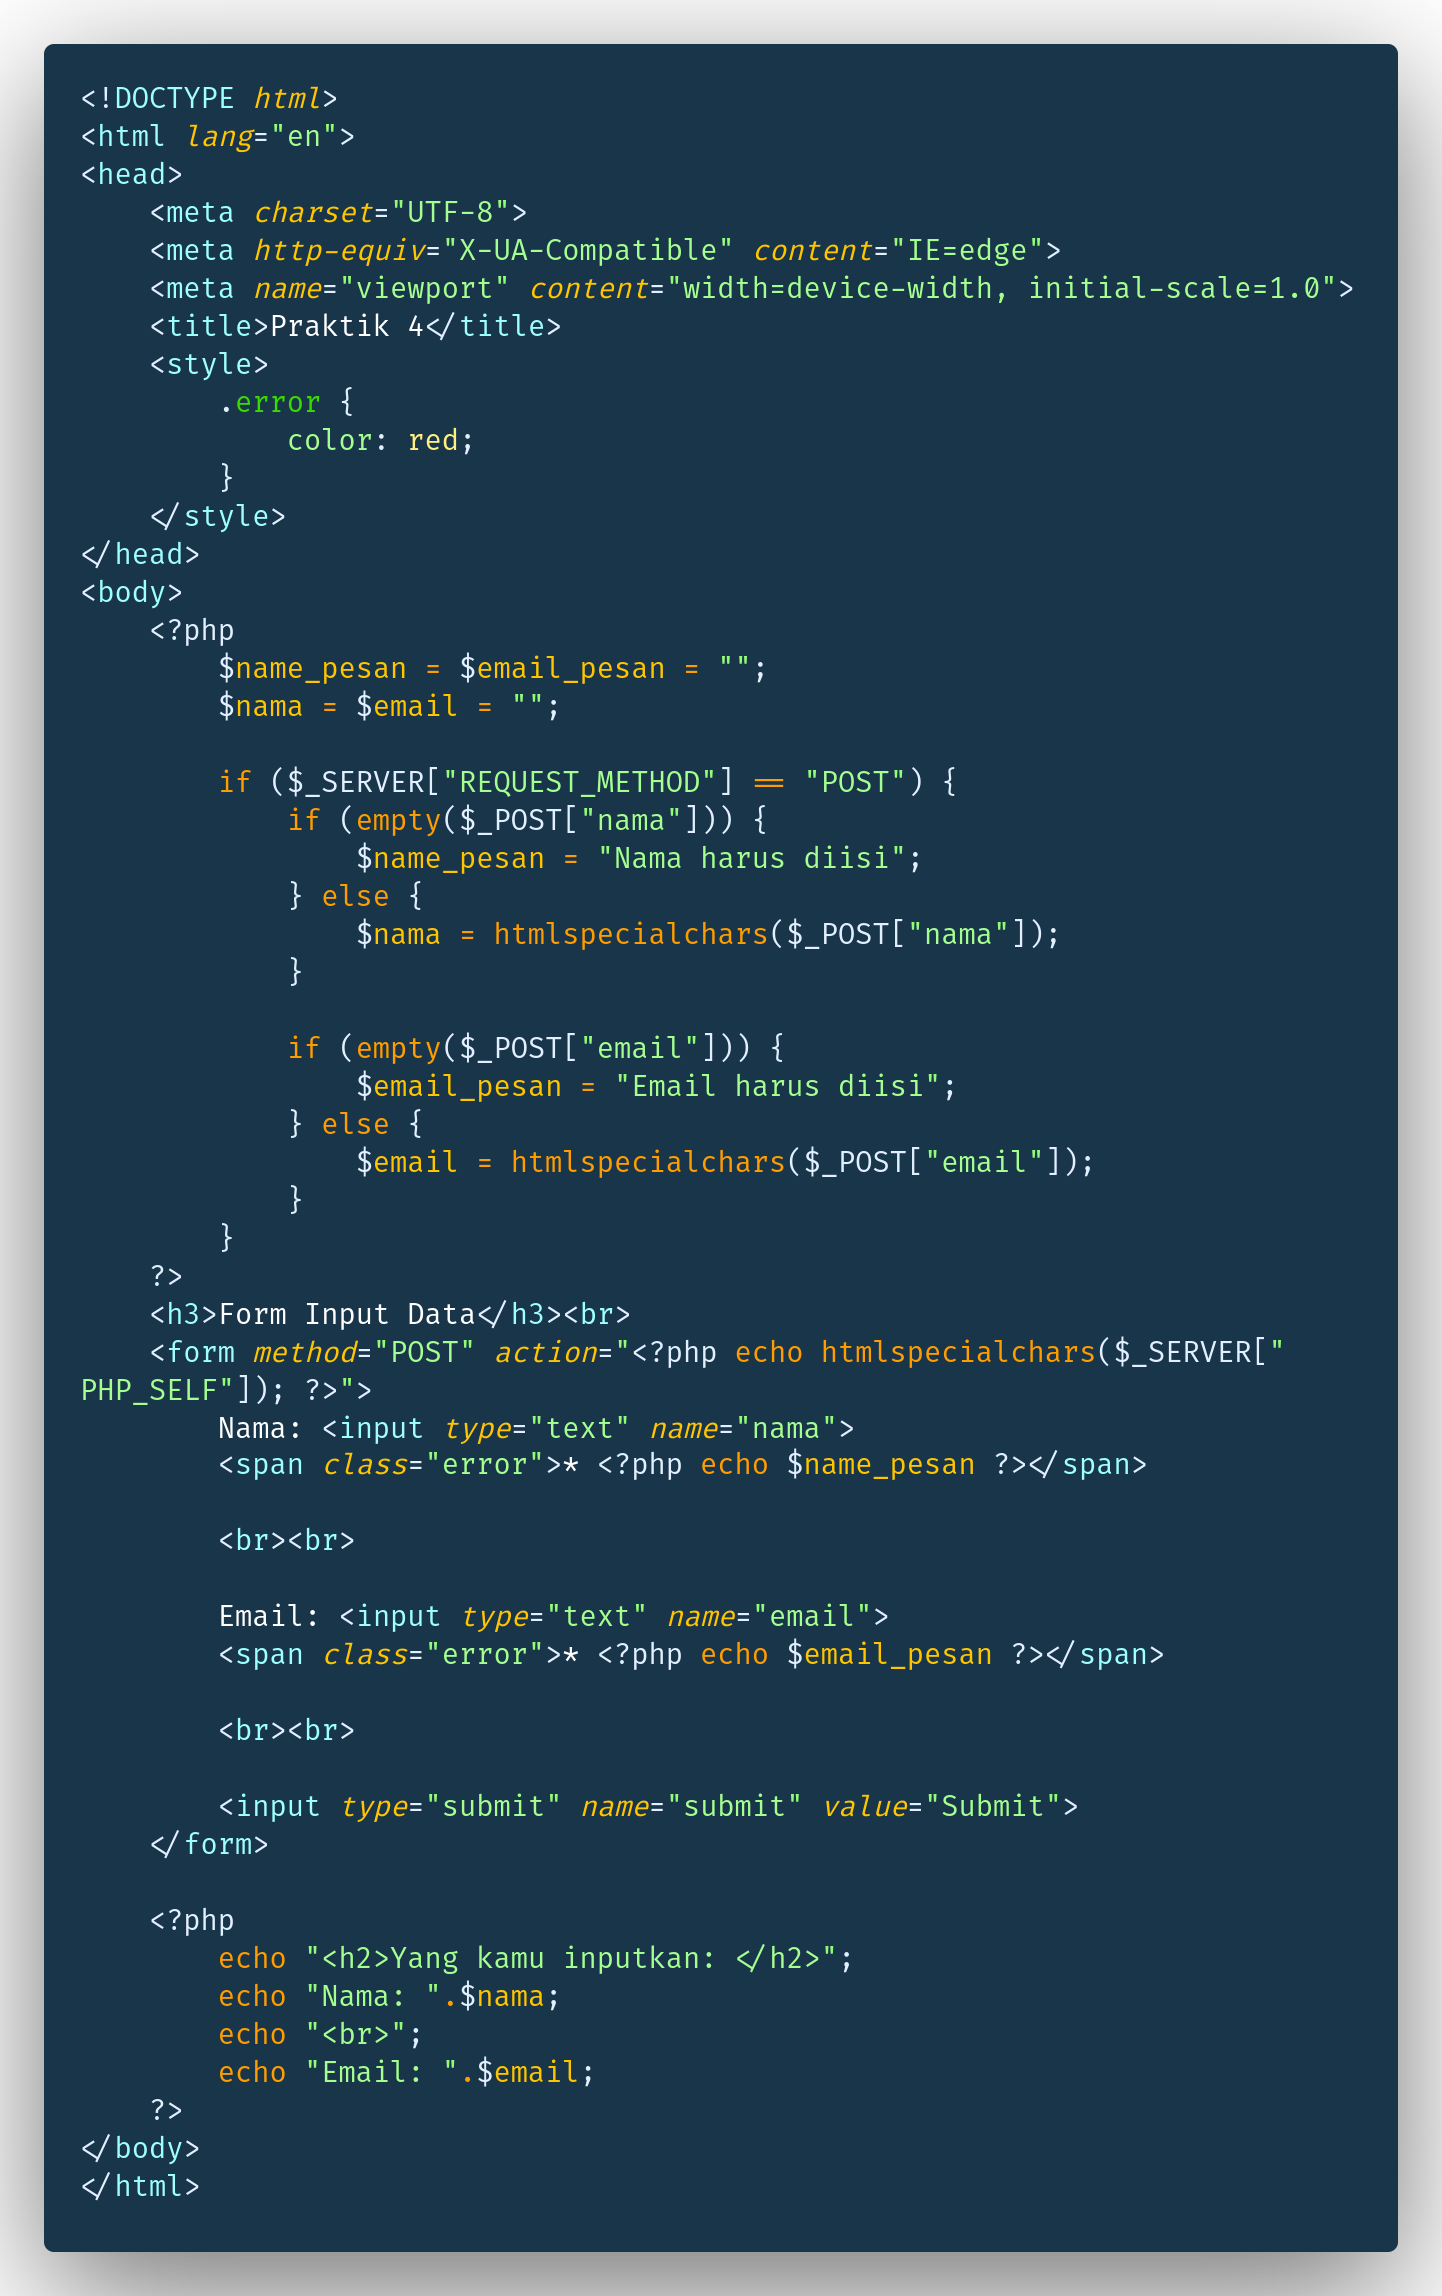 <!DOCTYPE html>
<html lang="en">
<head>
    <meta charset="UTF-8">
    <meta http-equiv="X-UA-Compatible" content="IE=edge">
    <meta name="viewport" content="width=device-width, initial-scale=1.0">
    <title>Praktik 4</title>
    <style>
        .error {
            color: red;
        }
    </style>
</head>
<body>
    <?php
        $name_pesan = $email_pesan = "";
        $nama = $email = "";

        if ($_SERVER["REQUEST_METHOD"] == "POST") {
            if (empty($_POST["nama"])) {
                $name_pesan = "Nama harus diisi";
            } else {
                $nama = htmlspecialchars($_POST["nama"]);
            }

            if (empty($_POST["email"])) {
                $email_pesan = "Email harus diisi";
            } else {
                $email = htmlspecialchars($_POST["email"]);
            }
        }
    ?>
    <h3>Form Input Data</h3><br>
    <form method="POST" action="<?php echo htmlspecialchars($_SERVER["
PHP_SELF"]); ?>">
        Nama: <input type="text" name="nama">
        <span class="error">* <?php echo $name_pesan ?></span>

        <br><br>

        Email: <input type="text" name="email">
        <span class="error">* <?php echo $email_pesan ?></span>

        <br><br>

        <input type="submit" name="submit" value="Submit">
    </form>

    <?php
        echo "<h2>Yang kamu inputkan: </h2>";
        echo "Nama: ".$nama;
        echo "<br>";
        echo "Email: ".$email;
    ?>
</body>
</html>